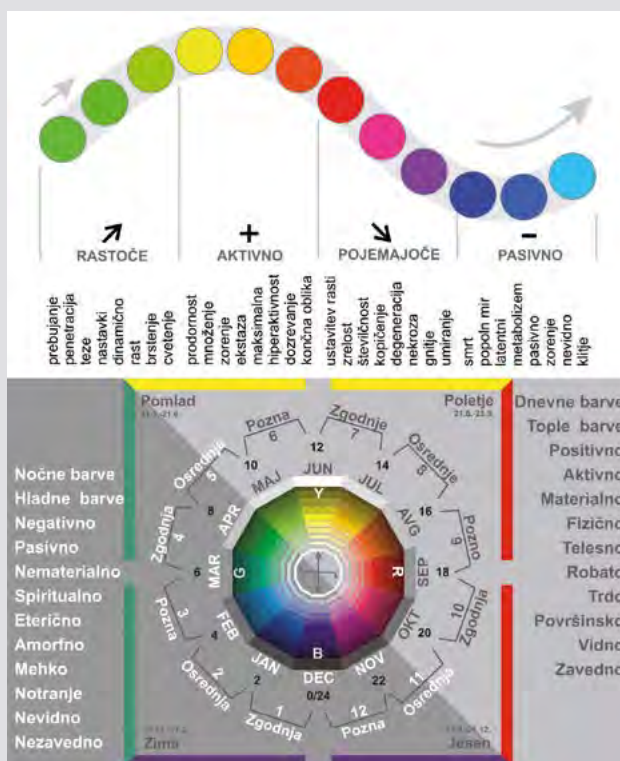 RASTOČE
+
AKTIVNO
POJEMAJOČE
–
PASIVNO
prebujanje
penetracija
teze
nastavki
dinamično
rast
brstenje
cvetenje
prodornost
množenje
zorenje
ekstaza
maksimalna
hiperaktivnost
dozrevanje
končna oblika
ustavitev rasti
zrelost
številčnost
kopičenje
degeneracija
nekroza
gnitje
umiranje
smrt
popoln mir
latentni
metabolizem
pasivno
zorenje
nevidno
klitje
Pomlad
Poletje
21.6.-23.9.
Nočne barve
Hladne barve
Negativno
Pasivno
Nematerialno
Spiritualno
Eterično
Amorfno
Mehko
Notranje
Nevidno
Nezavedno
Dnevne barve
Tople barve
Positivno
Aktivno
Materialno
Fizično
Telesno
Robato
Trdo
Površinsko
Vidno
Zavedno
Pozna
6
Zgodnje
7
Osrednje
8
Pozno
9
Zgodnja
10
Osrednja
11
Pozna
12
Zgodnja
1
Osrednja
2
Pozna
3
Zgodnja
4
Osrednja
5
12
14
16
18
20
22
0/24
2
4
6
8
10
JUN
JUL
AVG
SEP
OKT
NOV
DEC
JAN
FEB
MAR
APR
MAJ
Y
R
B
G
Zima
Jesen